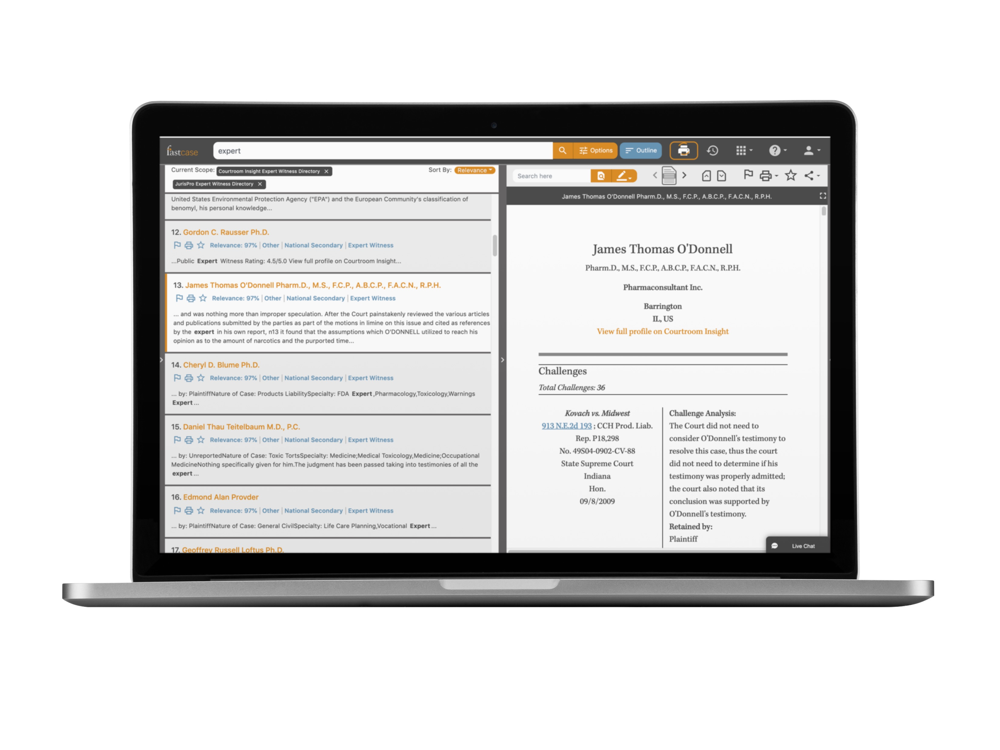 fastcase
expert
Options
Outline
Current Scope: Courtroom Insight Expert Witness Directory ✕
Sort By: Relevance
JurisPro Expert Witness Directory ✕
United States Environmental Protection Agency ("EPA") and the European Community's classification of
benomyl, his personal knowledge...
12. Gordon C. Rausser Ph.D.
Relevance: 97% | Other | National Secondary | Expert Witness
...Public Expert Witness Rating: 4.5/5.0 View full profile on Courtroom Insight...
13. James Thomas O'Donnell Pharm.D., M.S., F.C.P., A.B.C.P., F.A.C.N., R.P.H.
Relevance: 97% | Other | National Secondary | Expert Witness
... and was nothing more than improper speculation. After the Court painstakenly reviewed the various articles
and publications submitted by the parties as part of the motions in limine on this issue and cited as references
by the expert in his own report, n13 it found that the assumptions which O'DONNELL utilized to reach his
opinion as to the amount of narcotics and the purported time...
14. Cheryl D. Blume Ph.D.
Relevance: 97% | Other | National Secondary | Expert Witness
... by: PlaintiffNature of Case: Products LiabilitySpecialty: FDA Expert ,Pharmacology,Toxicology,Warnings
Expert ...
15. Daniel Thau Teitelbaum M.D., P.C.
Relevance: 97% | Other | National Secondary | Expert Witness
... by: UnreportedNature of Case: Toxic TortsSpecialty: Medicine;Medical Toxicology,Medicine;Occupational
MedicineNothing specifically given for him.The judgment has been passed taking into testimonies of all the
expert ...
16. Edmond Alan Provder
Relevance: 97% | Other | National Secondary | Expert Witness
... by: PlaintiffNature of Case: General CivilSpecialty: Life Care Planning,Vocational Expert ...
17. Geoffrey Russell Loftus Ph.D.
Search here
James Thomas O'Donnell Pharm.D., M.S., F.C.P., A.B.C.P., F.A.C.N., R.P.H.
James Thomas O'Donnell
Pharm.D., M.S., F.C.P., A.B.C.P., F.A.C.N., R.P.H.
Pharmaconsultant Inc.
Barrington
IL, US
View full profile on Courtroom Insight
Challenges
Total Challenges: 36
Kovach vs. Midwest
913 N.E.2d 193 ; CCH Prod. Liab.
Rep. P18,298
No. 49S04-0902-CV-88
State Supreme Court
Indiana
Hon.
09/8/2009
Challenge Analysis:
The Court did not need to
consider O'Donnell's testimony to
resolve this case, thus the court
did not need to determine if his
testimony was properly admitted;
the court also noted that its
conclusion was supported by
O'Donnell's testimony.
Retained by:
Plaintiff
Live Chat